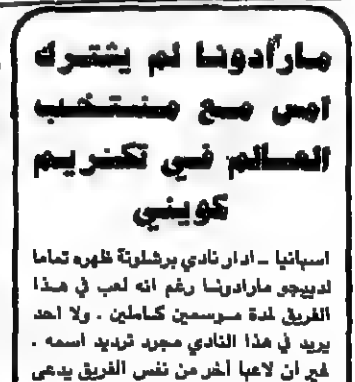 مارادونا لم يشترك
امس مع منتخب
العالم في تكريم
كويني
اسبانيا - ادار نادي برشلونة ظهره تماما
لدييجو مارادونا رغم انه لعب في هذا
الفريق لمدة موسمين كاملين . ولا احد
يريد في هذا النادي مجرد ترديد اسمه .
غير ان لاعبا آخر من نفس الفريق يدعى